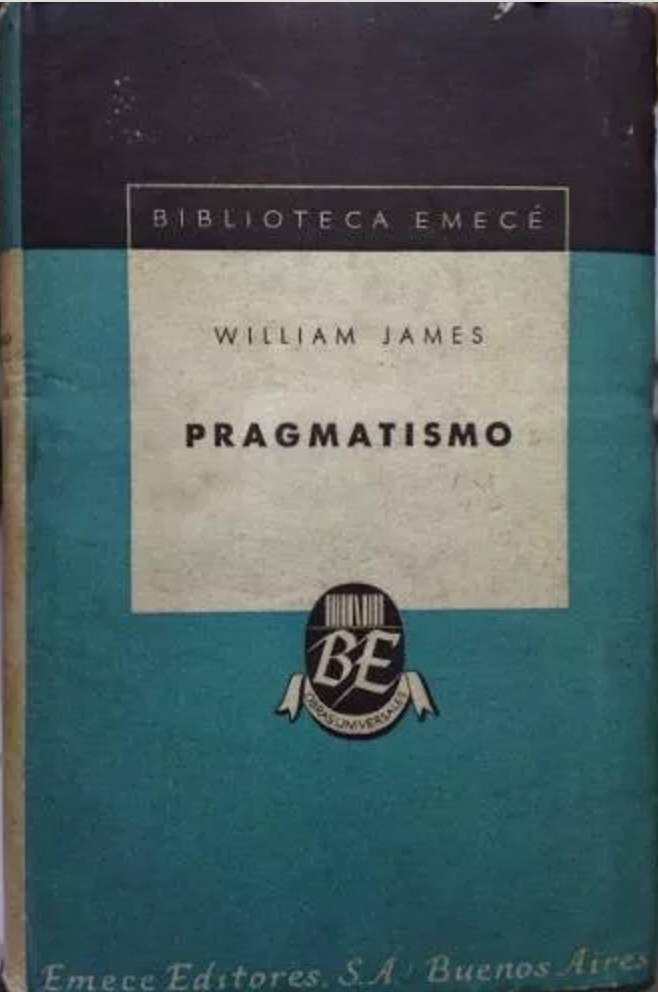 BIBLIOTECA EMECÉ
WILLIAM JAMES
PRAGMATISMO
BE
OBRAS UNIVERSALES
Emece Editores, S.A. Buenos Aires